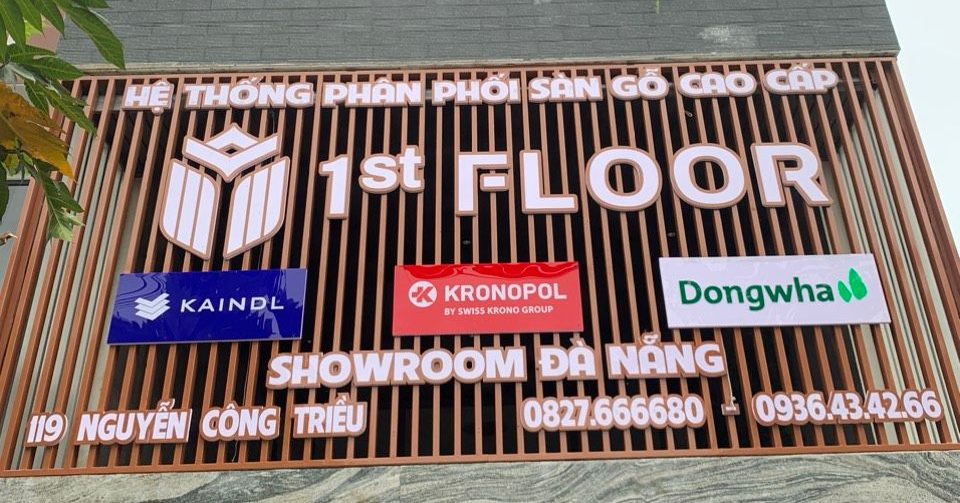 HỆ THỐNG PHÂN PHỐI SÀN GỖ CAO CẤP
1st FLOOR
KAINDL
KRONOPOL
BY SWISS KRONO GROUP
Dongwha
SHOWROOM ĐÀ NẴNG
119 NGUYỄN CÔNG TRIỀU 0827.666680 - 0936.43.42.66